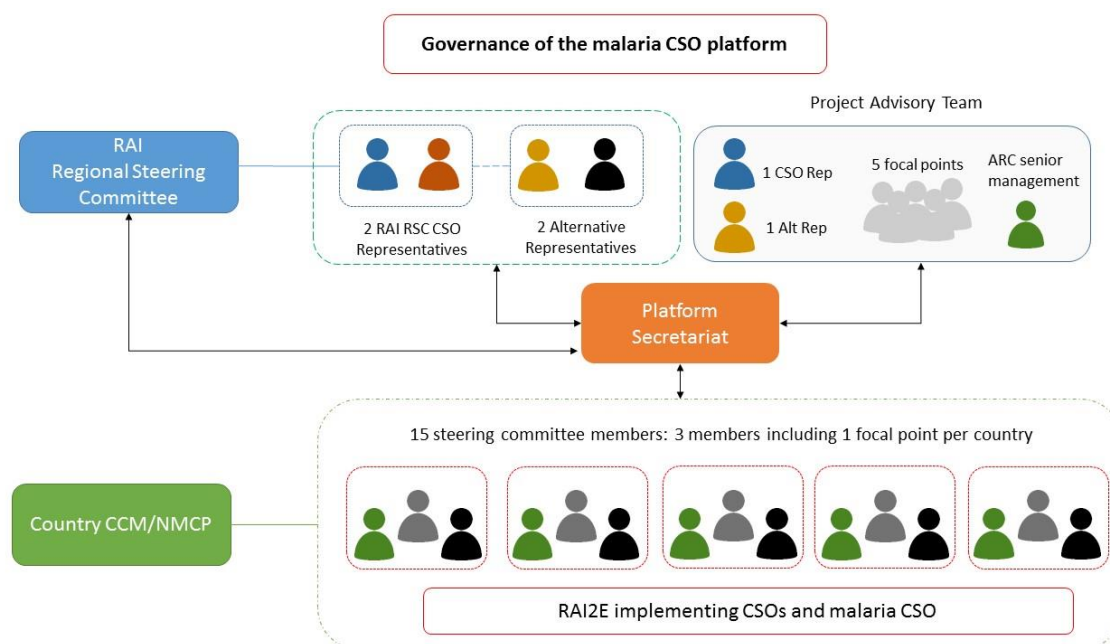 Governance of the malaria CSO platform
Project Advisory Team
RAI
Regional Steering
Committee
2 RAI RSC CSO
Representatives
2 Alternative
Representatives
1 CSO Rep
1 Alt Rep
5 focal points
ARC senior
management
Platform
Secretariat
15 steering committee members: 3 members including 1 focal point per country
Country CCM/NMCP
RAI2E implementing CSOs and malaria CSO